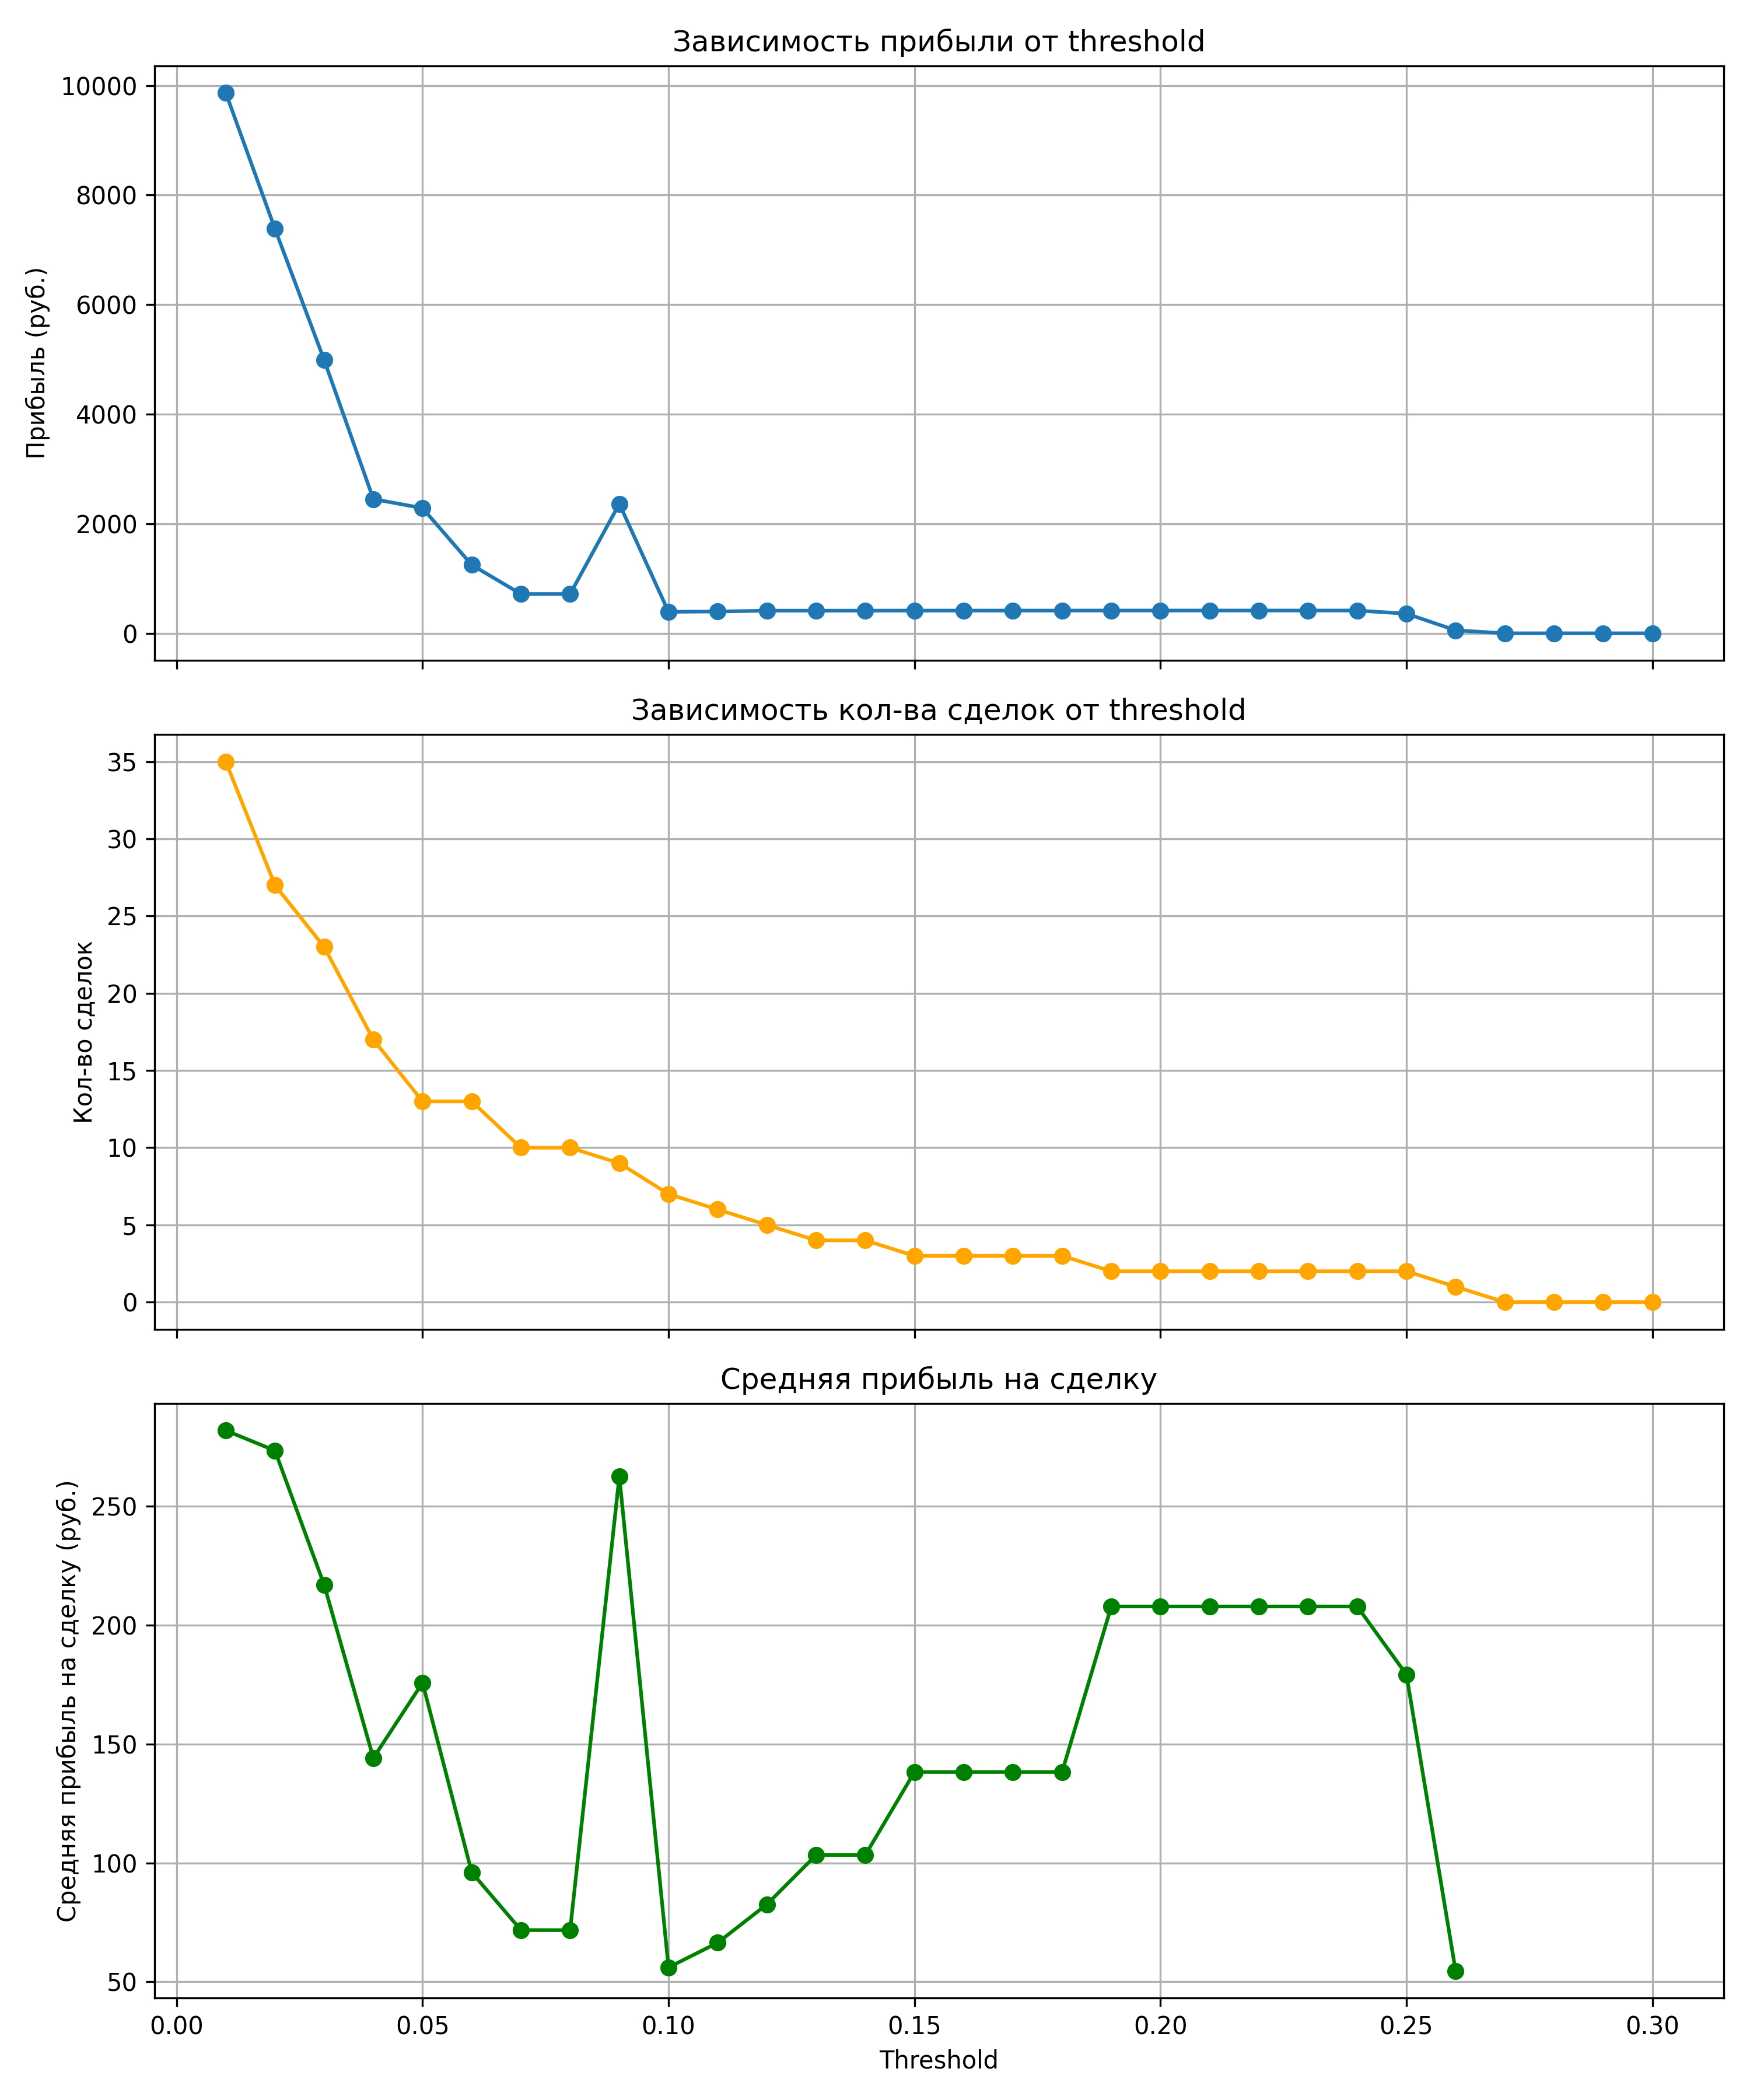 Зависимость прибыли от threshold
Прибыль (руб.)
10000
8000
6000
4000
2000
0
Зависимость кол-ва сделок от threshold
Кол-во сделок
35
30
25
20
15
10
5
0
Средняя прибыль на сделку
Средняя прибыль на сделку (руб.)
250
200
150
100
50
0.00 0.05 0.10 0.15 0.20 0.25 0.30
Threshold